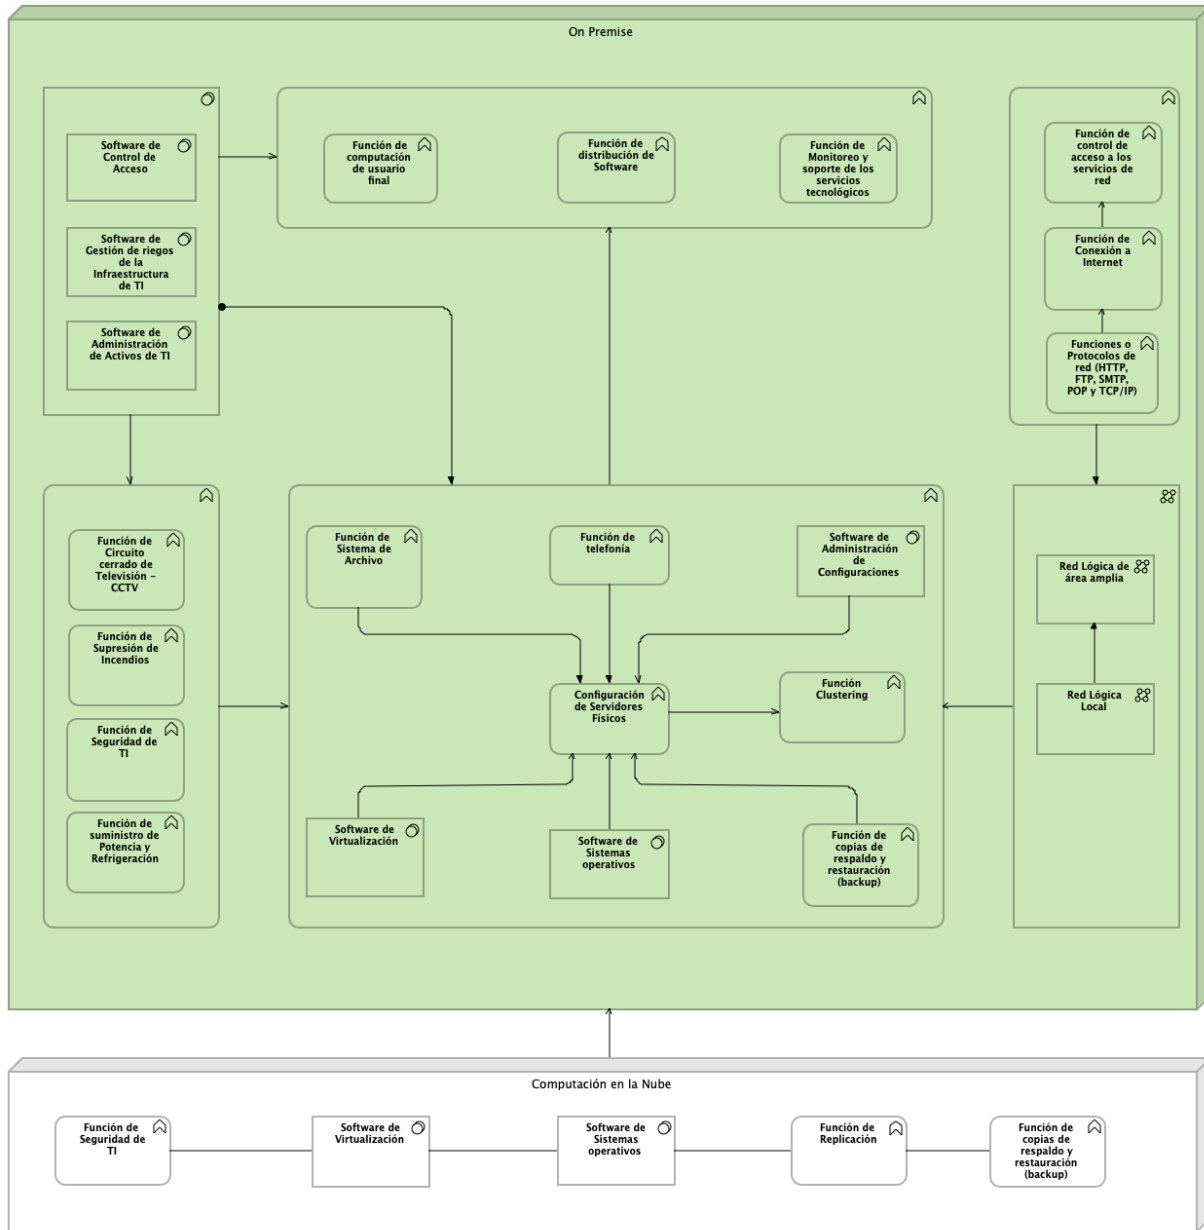 On Premise
Software de
Control de
Acceso
Software de
Gestión de riegos
de la
Infraestructura
de TI
Software de
Administración
de Activos de TI
Función de
computación
de usuario
final
Función de
distribución de
Software
Función de
Monitoreo y
soporte de los
servicios
tecnológicos
Función de
control de
acceso a los
servicios de
red
Función de
Conexión a
Internet
Funciones o
Protocolos de
red (HTTP,
FTP, SMTP,
POP y TCP/IP)
Función de
Circuito
cerrado de
Televisión –
CCTV
Función de
Supresión de
Incendios
Función de
Seguridad de
TI
Función de
suministro de
Potencia y
Refrigeración
Función de
Sistema de
Archivo
Función de
telefonía
Software de
Administración
de
Configuraciones
Configuración
de Servidores
Físicos
Función
Clustering
Software de
Virtualización
Software de
Sistemas
operativos
Función de
copias de
respaldo y
restauración
(backup)
Red Lógica de
área amplia
Red Lógica
Local
Computación en la Nube
Función de
Seguridad de
TI
Software de
Virtualización
Software de
Sistemas
operativos
Función de
Replicación
Función de
copias de
respaldo y
restauración
(backup)